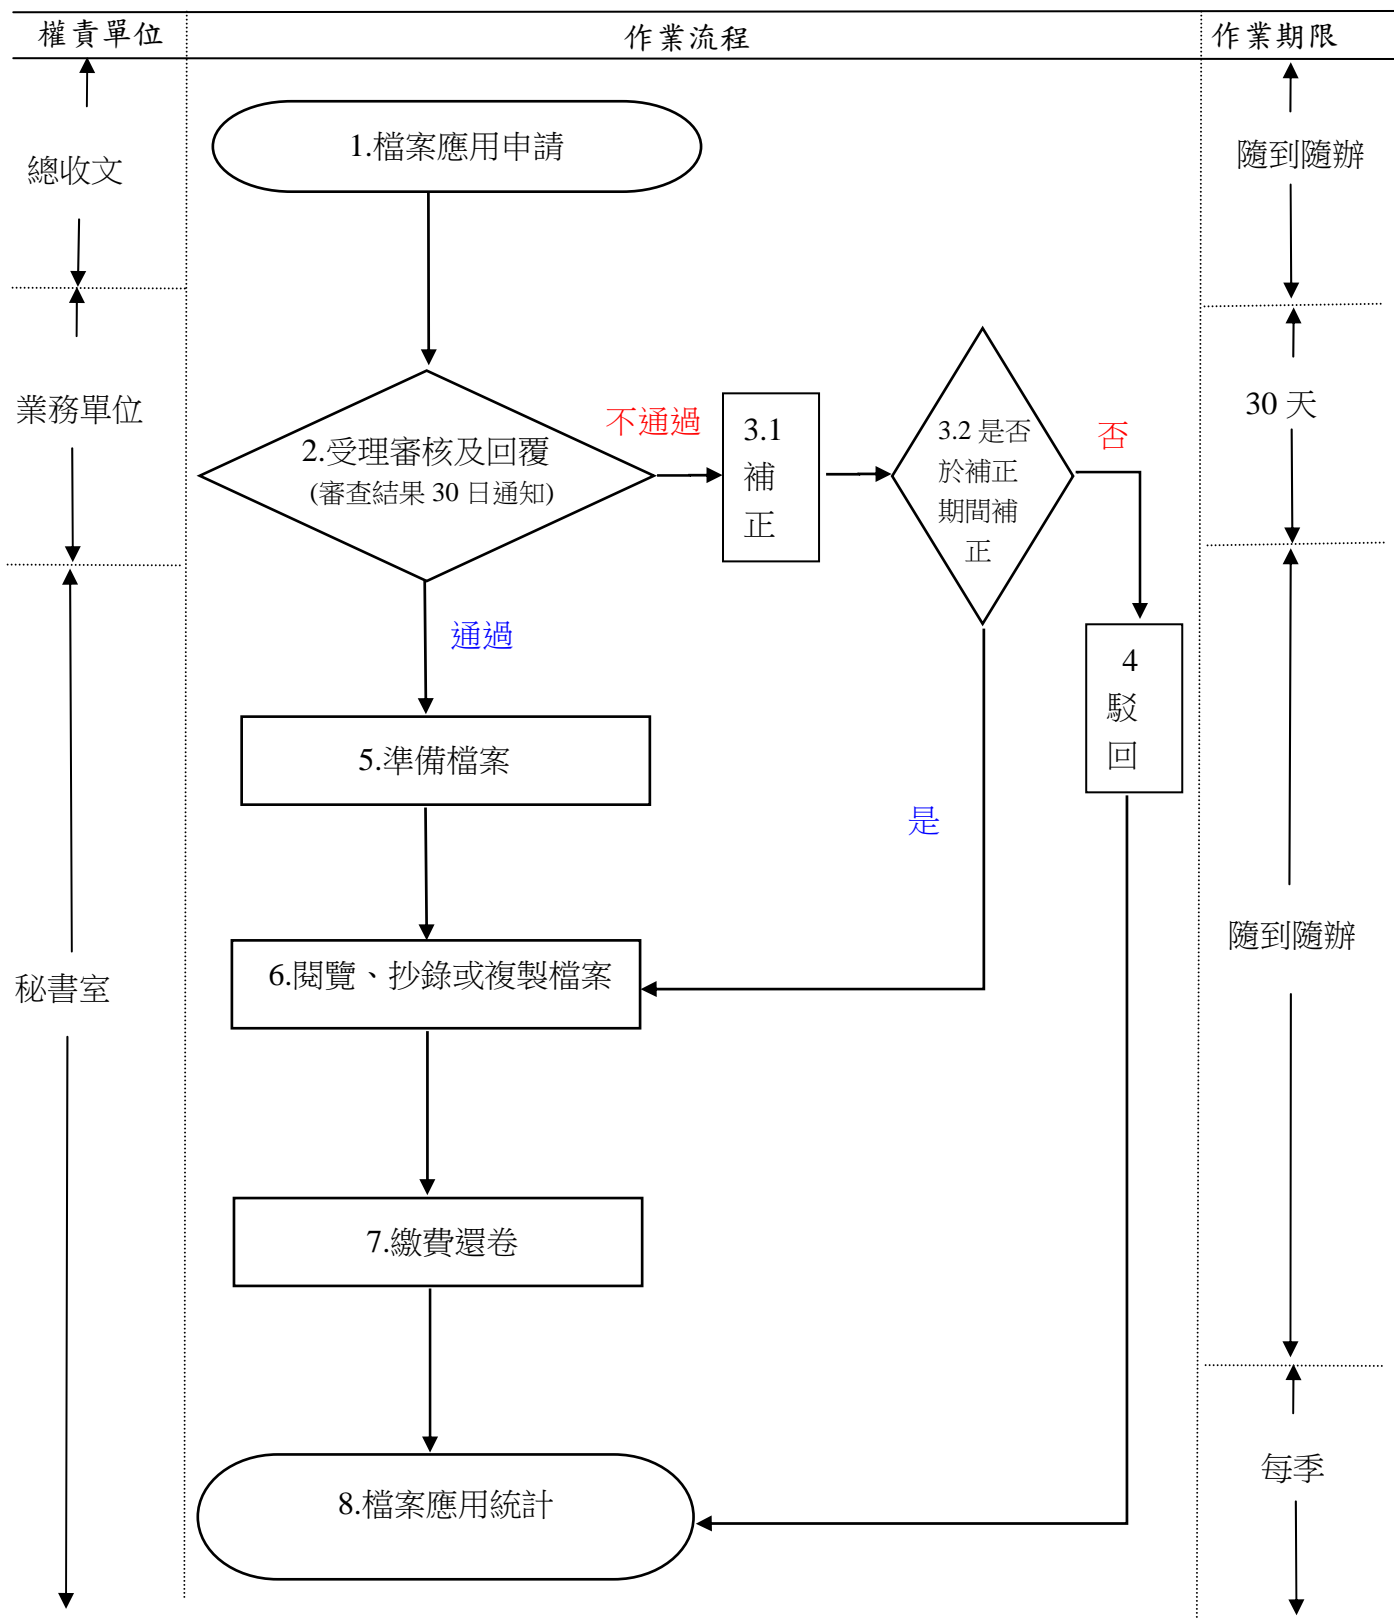 權責單位
作業流程
作業期限
1.檔案應用申請
總收文
隨到隨辦
業務單位
30 天
2.受理審核及回覆
(審查結果 30 日通知)
不通過
3.1
補
正
3.2 是否
於補正
期間補
正
否
通過
4
駁
回
5.準備檔案
是
隨到隨辦
秘書室
6.閱覽、抄錄或複製檔案
7.繳費還卷
每季
8.檔案應用統計